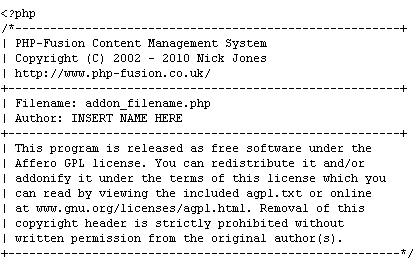 <?php
/*-------------------------------------------------------+
| PHP-Fusion Content Management System
| Copyright (C) 2002 - 2010 Nick Jones
| http://www.php-fusion.co.uk/
+--------------------------------------------------------+
| Filename: addon_filename.php
| Author: INSERT NAME HERE
+--------------------------------------------------------+
| This program is released as free software under the
| Affero GPL license. You can redistribute it and/or
| addonify it under the terms of this license which you
| can read by viewing the included agpl.txt or online
| at www.gnu.org/licenses/agpl.html. Removal of this
| copyright header is strictly prohibited without
| written permission from the original author(s).
+--------------------------------------------------------*/